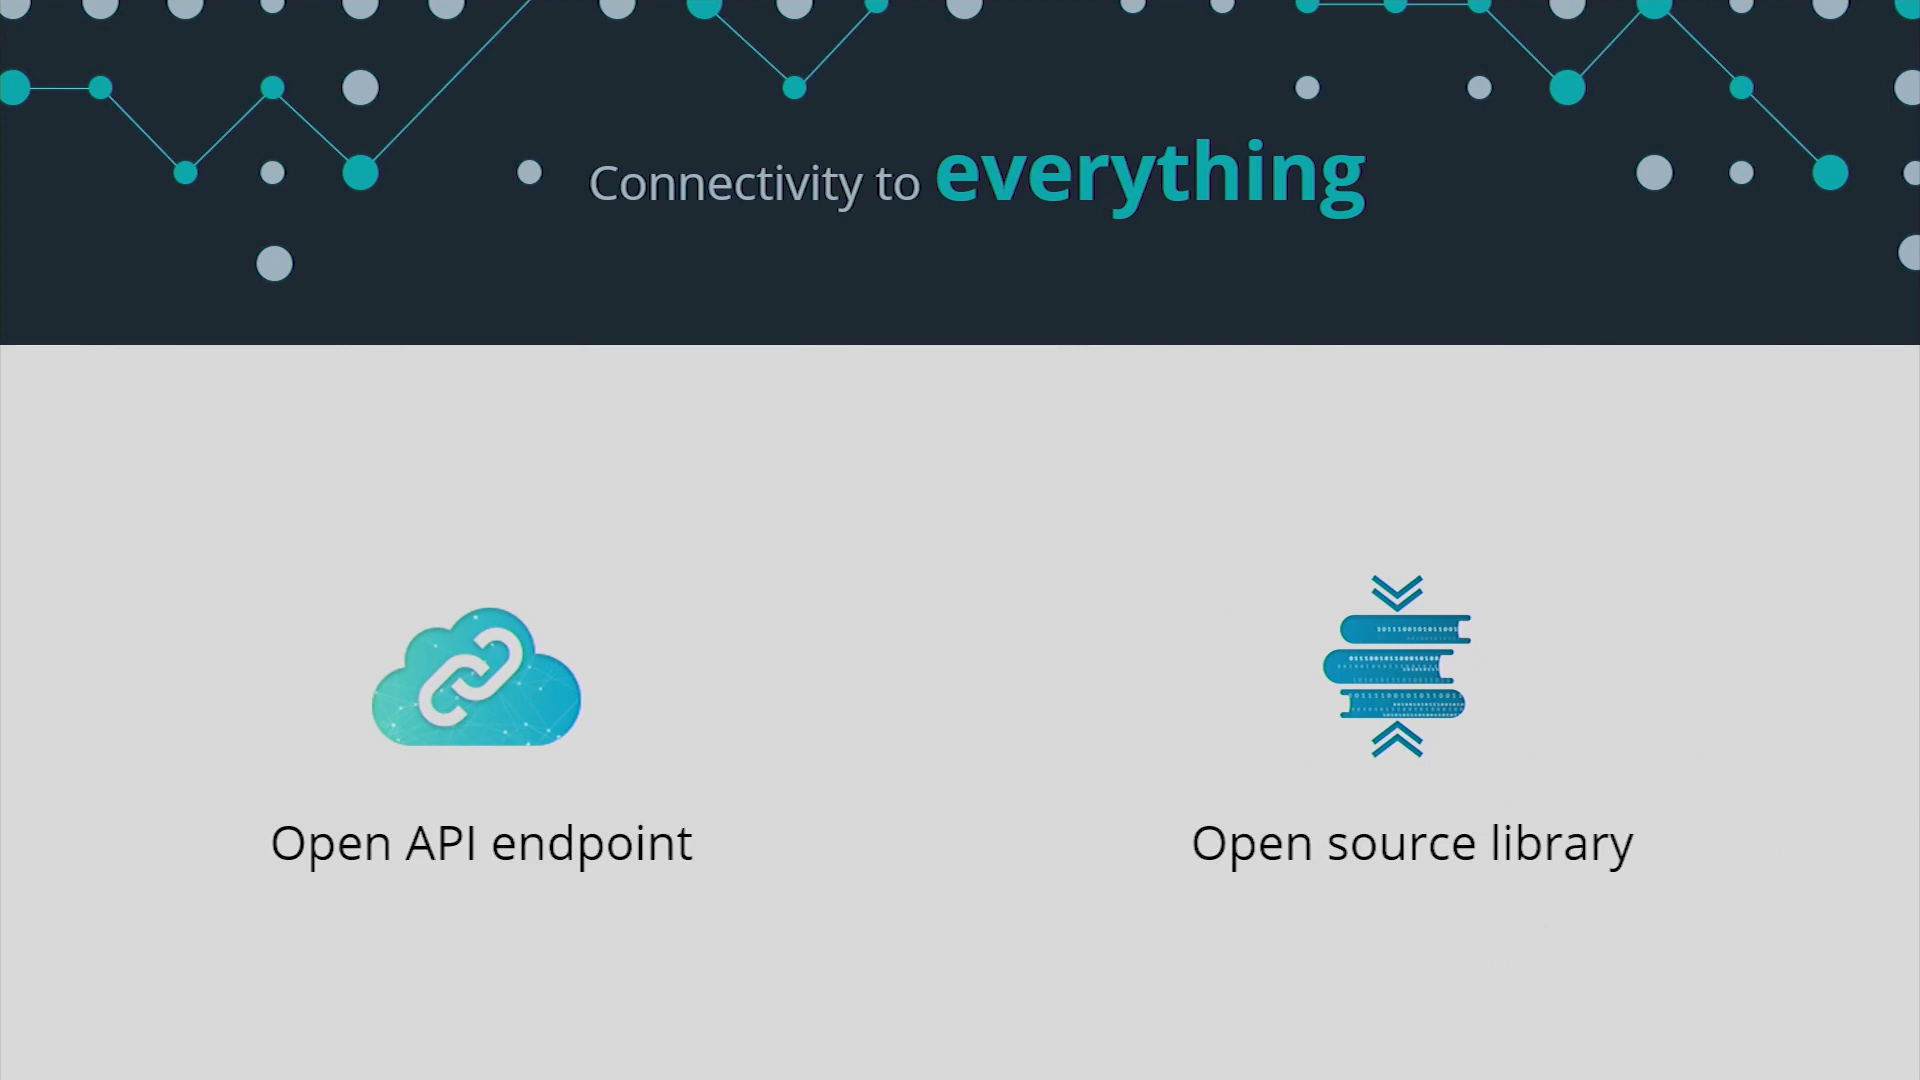 Connectivity to everything
Open API endpoint
Open source library